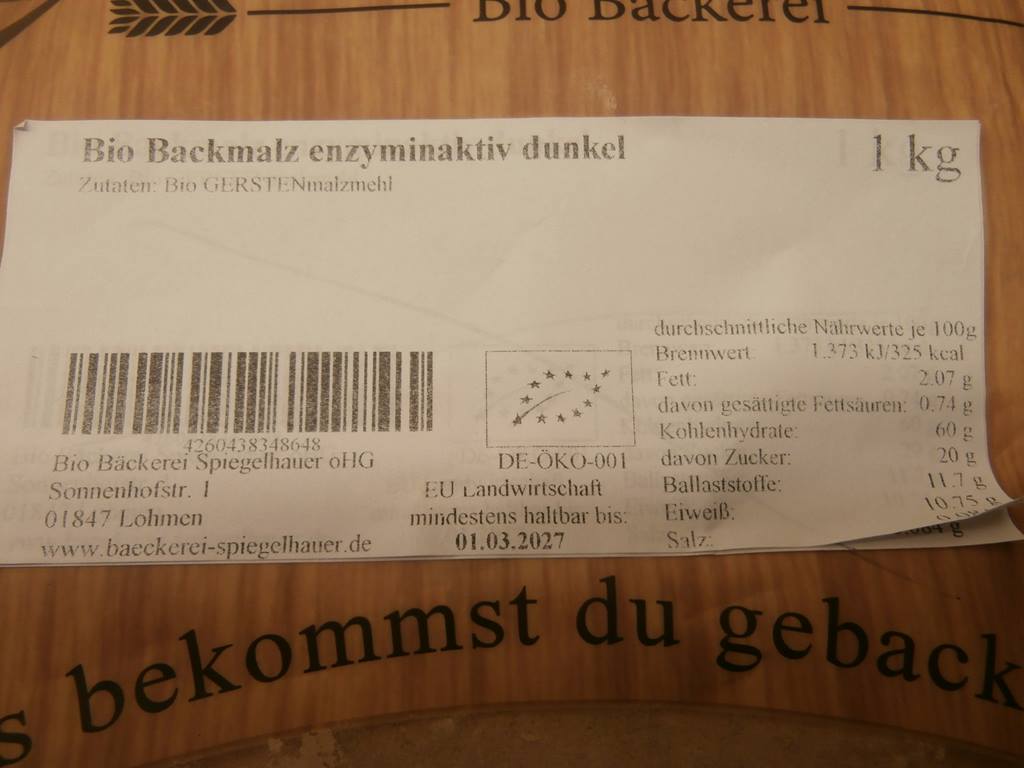 Bio Bäckerei
Bio Backmalz enzyminaktiv dunkel
1 kg
Zutaten: Bio GERSTENmalzmehl
4260438348648
Bio Bäckerei Spiegelhauer oHG
Sonnenhofstr. 1
01847 Lohmen
www.baeckerei-spiegelhauer.de
DE-ÖKO-001
EU Landwirtschaft
mindestens haltbar bis:
01.03.2027
durchschnittliche Nährwerte je 100g
Brennwert: 1.373 kJ/325 kcal
Fett: 2.07 g
davon gesättigte Fettsäuren: 0.74 g
Kohlenhydrate: 60 g
davon Zucker: 20 g
Ballaststoffe: 11.7 g
Eiweiß: 10.75 g
Salz:
bekommst du geback